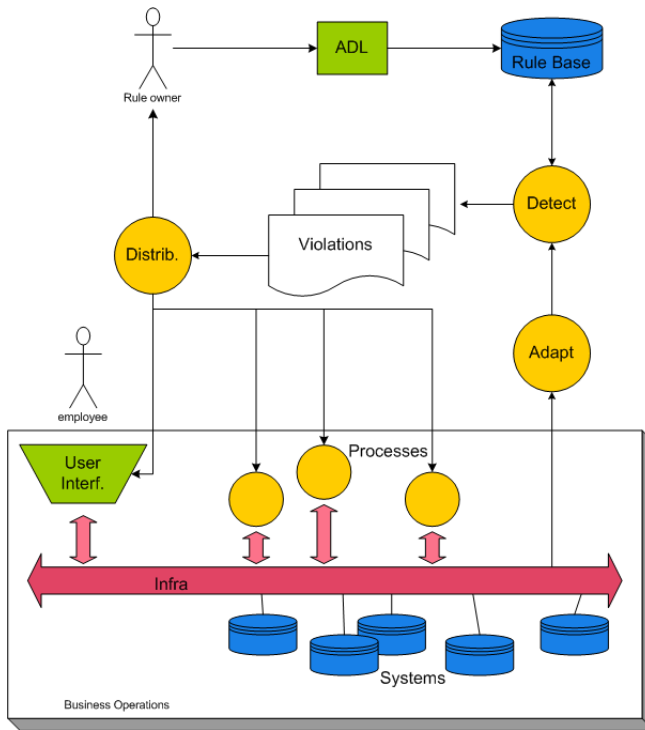 ADL
Rule Base
Rule owner
Detect
Violations
Distrib.
Adapt
employee
Processes
User
Interf.
Infra
Systems
Business Operations